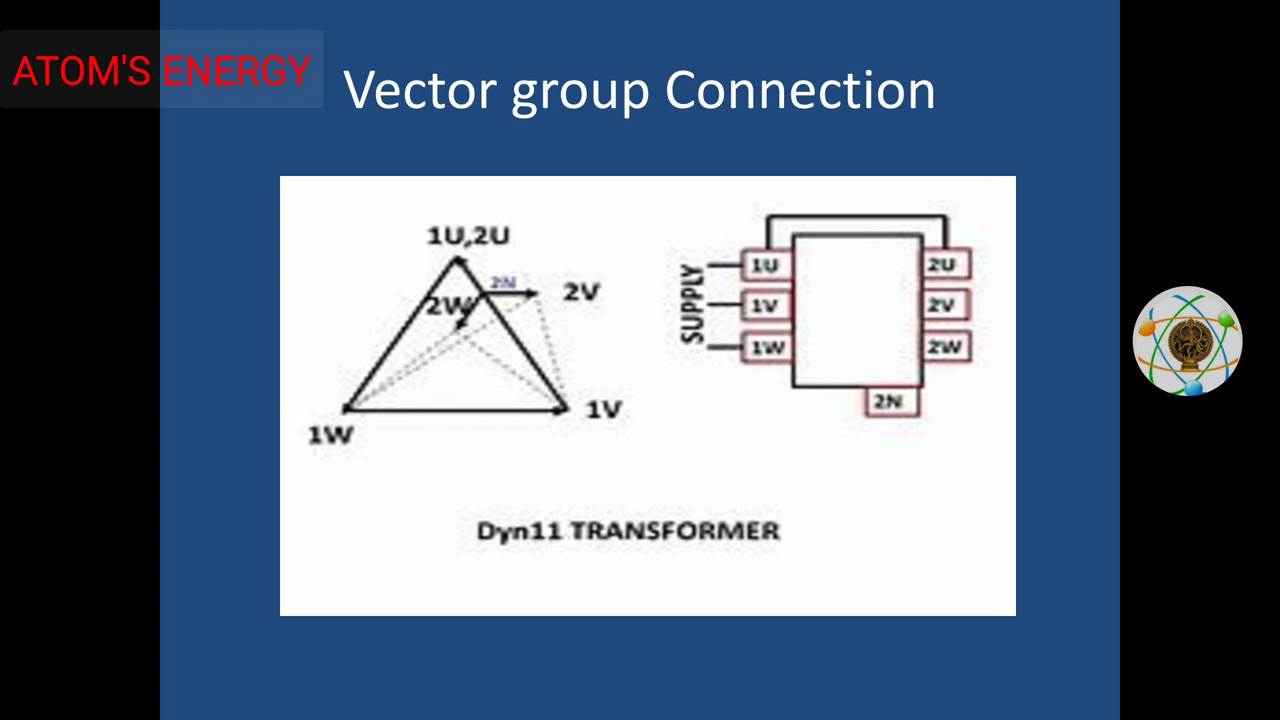 ATOM'S ENERGY
Vector group Connection
1U,2U
2N
2V
2W
1V
1W
SUPPLY
1U
2U
1V
2V
1W
2W
2N
Dyn11 TRANSFORMER